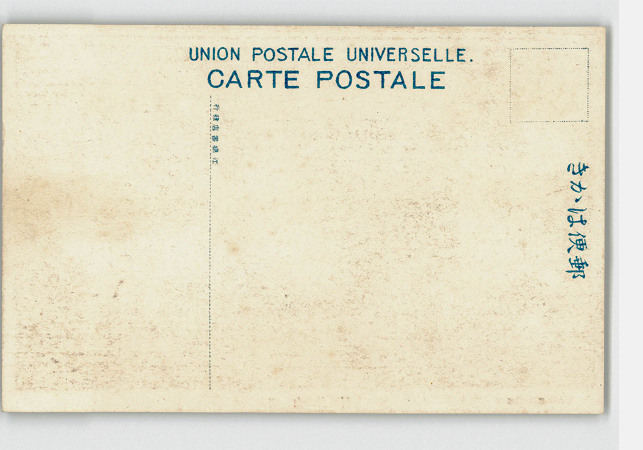 UNION POSTALE UNIVERSELLE.
CARTE POSTALE
きかは便郵